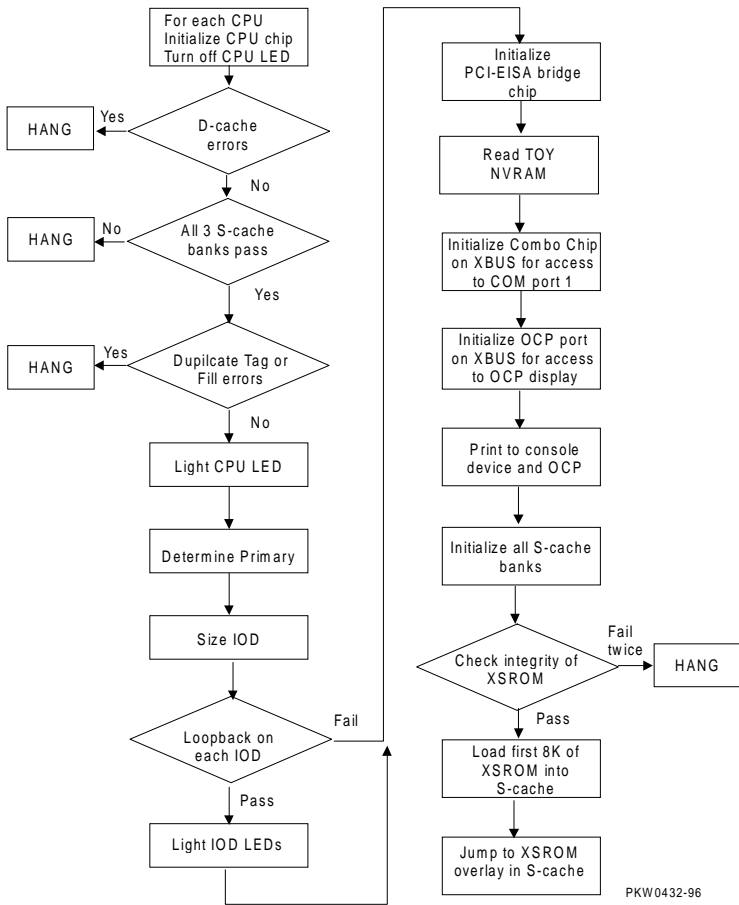 For each CPU
Initialize CPU chip
Turn off CPU LED
Yes
HANG
D-cache
errors
No
No
HANG
All 3 S-cache
banks pass
Yes
Yes
HANG
Dupilcate Tag or
Fill errors
No
Light CPU LED
Determine Primary
Size IOD
Fail
Loopback on
each IOD
Pass
Light IOD LEDs
Initialize
PCI-EISA bridge
chip
Read TOY
NVRAM
Initialize Combo Chip
on XBUS for access
to COM port 1
Initialize OCP port
on XBUS for access
to OCP display
Print to console
device and OCP
Initialize all S-cache
banks
Fail
twice
Check integrity of
XSROM
HANG
Pass
Load first 8K of
XSROM into
S-cache
Jump to XSROM
overlay in S-cache
PKW0432-96